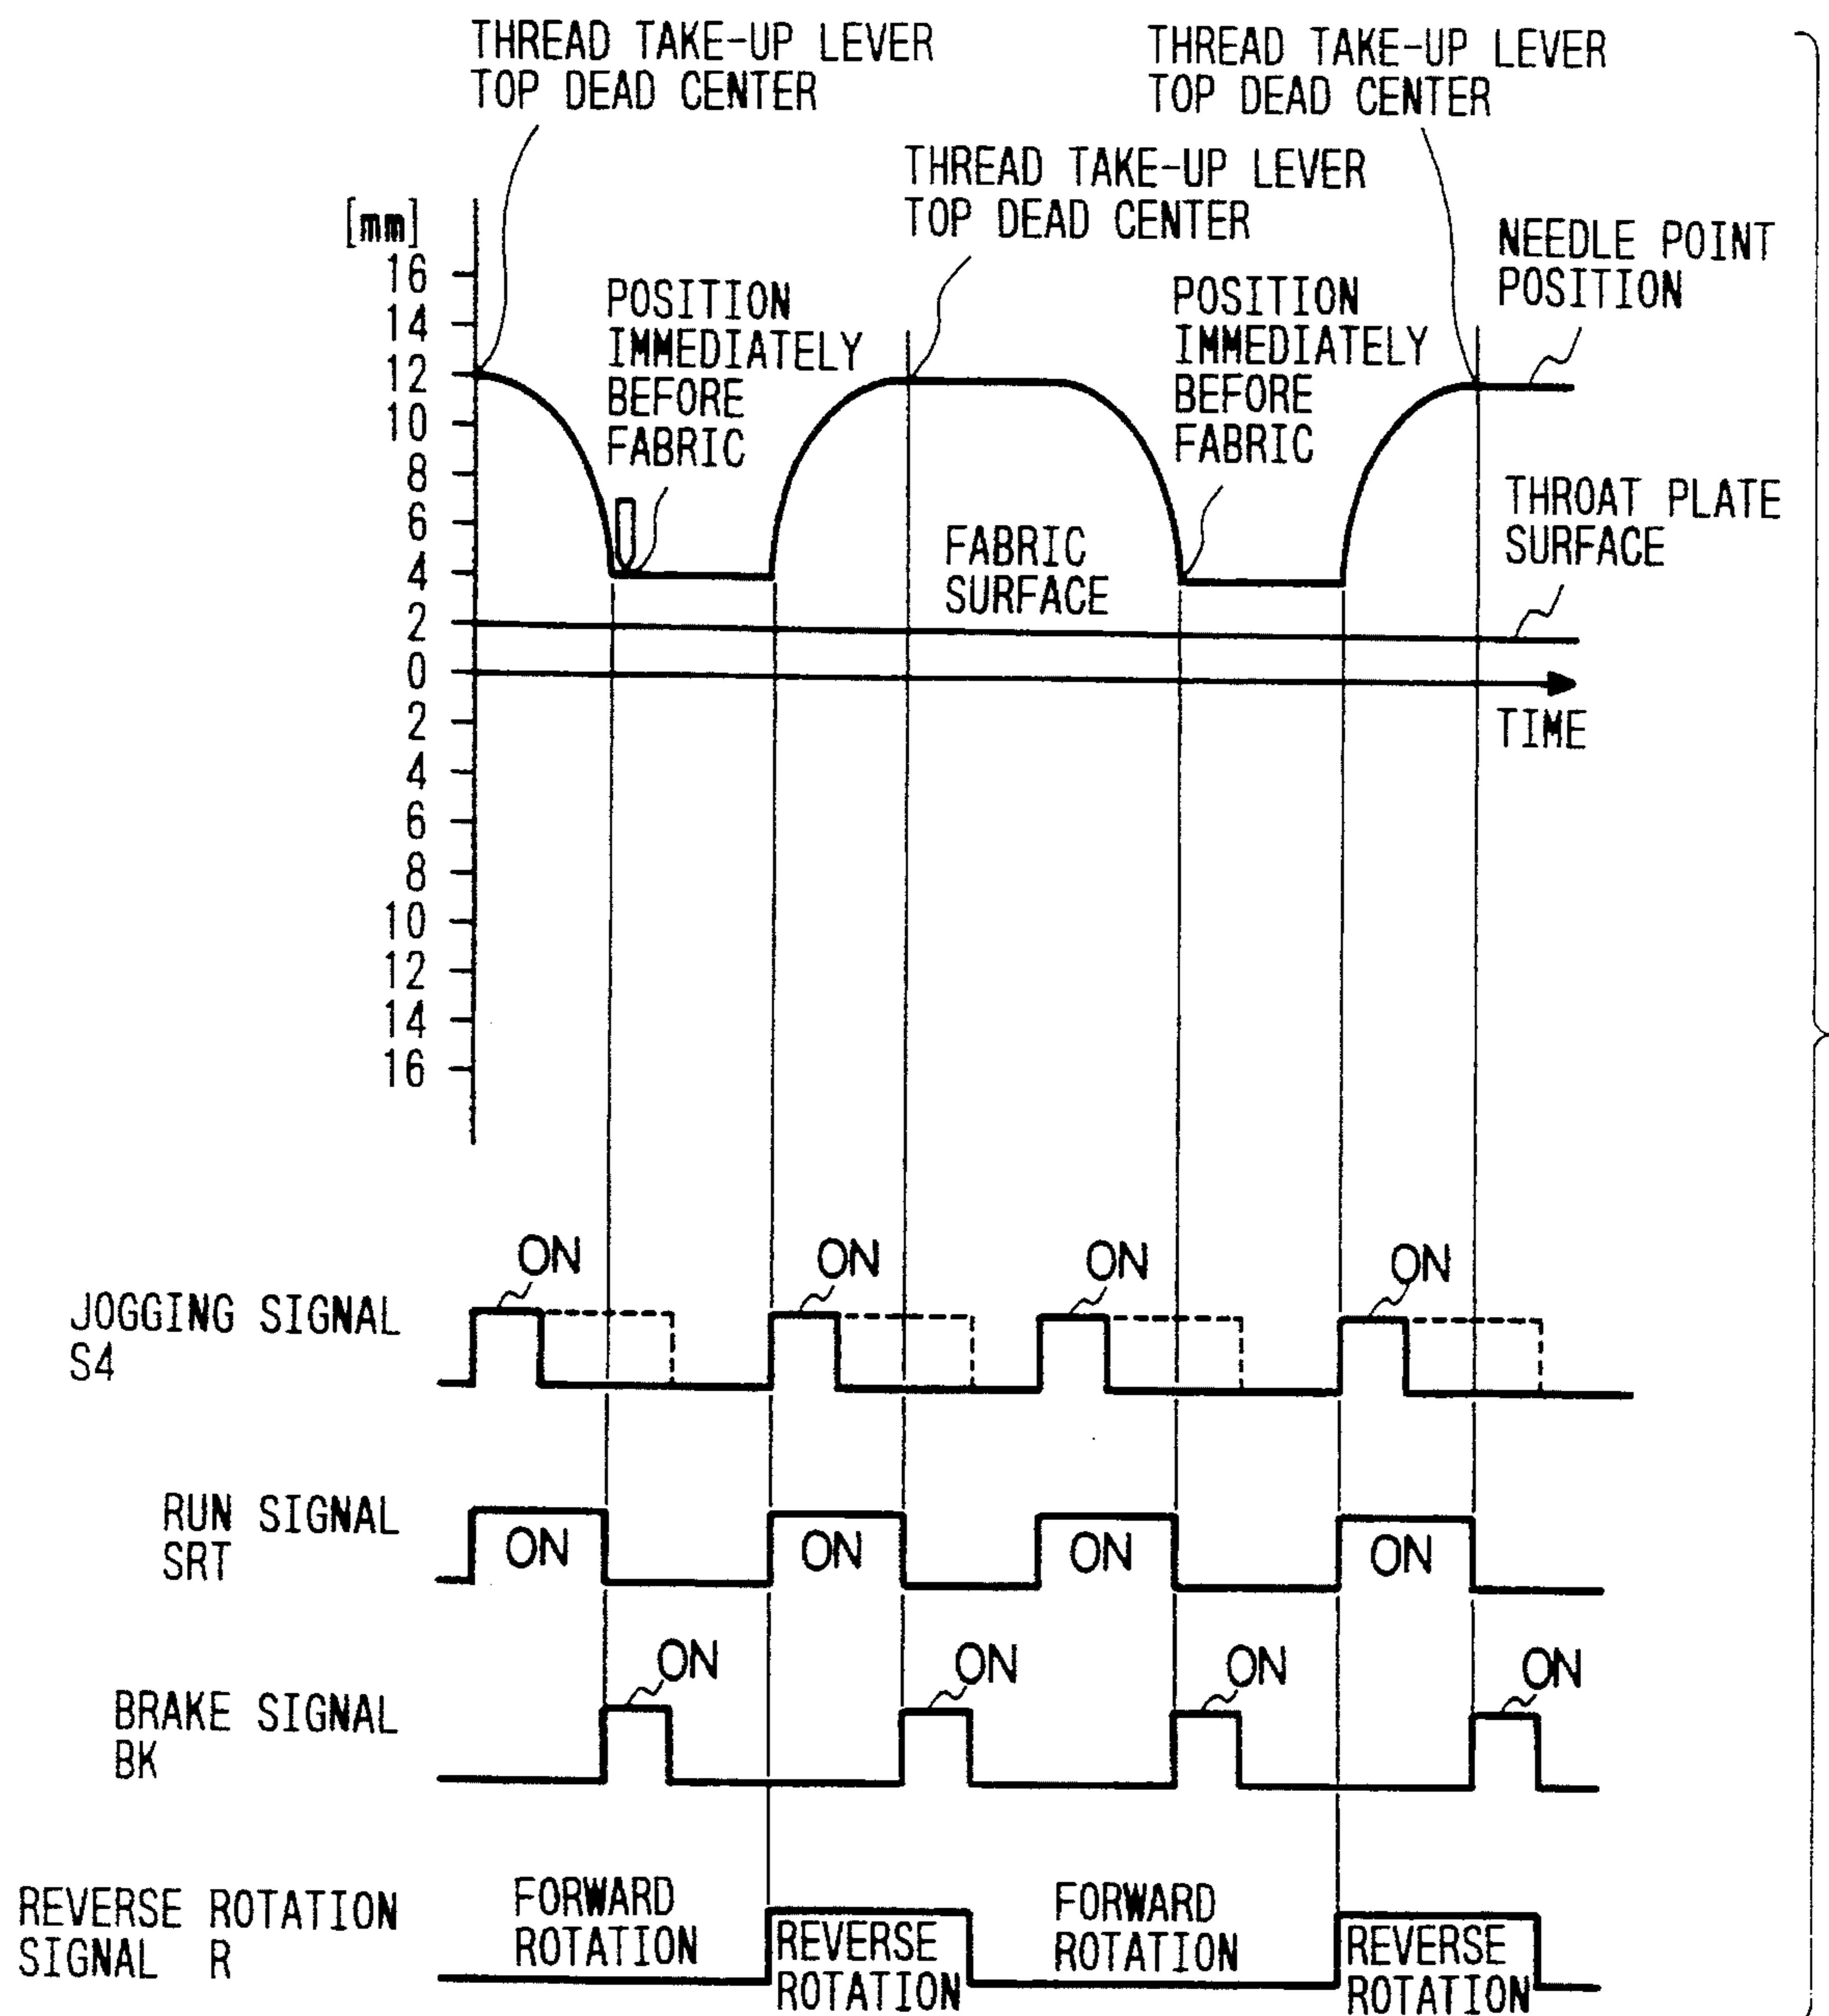 THREAD TAKE-UP LEVER
TOP DEAD CENTER
THREAD TAKE-UP LEVER
TOP DEAD CENTER
THREAD TAKE-UP LEVER
TOP DEAD CENTER
NEEDLE POINT
POSITION
[mm]
POSITION
IMMEDIATELY
BEFORE
FABRIC
POSITION
IMMEDIATELY
BEFORE
FABRIC
THROAT PLATE
SURFACE
FABRIC
SURFACE
16
14
12
10
8
6
4
2
0
2
4
6
8
10
12
14
16
TIME
JOGGING SIGNAL
S4
ON
ON
ON
ON
RUN SIGNAL
SRT
ON
ON
ON
ON
BRAKE SIGNAL
BK
ON
ON
ON
ON
REVERSE ROTATION
SIGNAL R
FORWARD
ROTATION
REVERSE
ROTATION
FORWARD
ROTATION
REVERSE
ROTATION